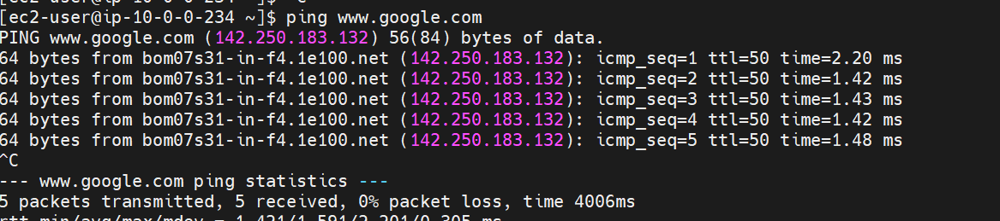 [ec2-user@ip-10-0-0-234 ~]$ ping www.google.com
PING www.google.com (142.250.183.132) 56(84) bytes of data.
64 bytes from bom07s31-in-f4.1e100.net (142.250.183.132): icmp_seq=1 ttl=50 time=2.20 ms
64 bytes from bom07s31-in-f4.1e100.net (142.250.183.132): icmp_seq=2 ttl=50 time=1.42 ms
64 bytes from bom07s31-in-f4.1e100.net (142.250.183.132): icmp_seq=3 ttl=50 time=1.43 ms
64 bytes from bom07s31-in-f4.1e100.net (142.250.183.132): icmp_seq=4 ttl=50 time=1.42 ms
64 bytes from bom07s31-in-f4.1e100.net (142.250.183.132): icmp_seq=5 ttl=50 time=1.48 ms
^C
--- www.google.com ping statistics ---
5 packets transmitted, 5 received, 0% packet loss, time 4006ms
rtt min/avg/max/mdev = 1.421/1.591/2.201/0.305 ms